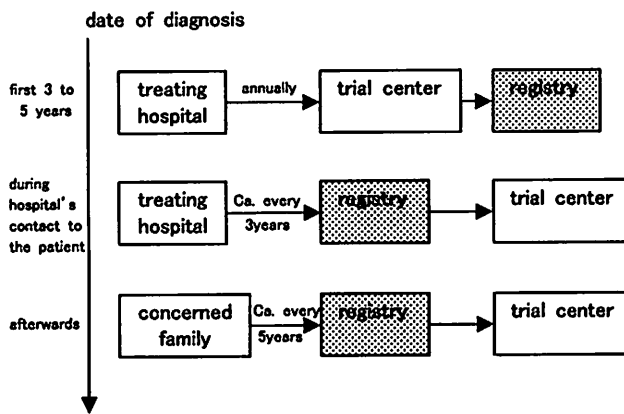 date of diagnosis
first 3 to
5 years
treating
hospital
annually
trial center
registry
during
hospital's
contact to
the patient
treating
hospital
Ca. every
3years
registry
trial center
afterwards
concerned
family
Ca. every
5years
registry
trial center